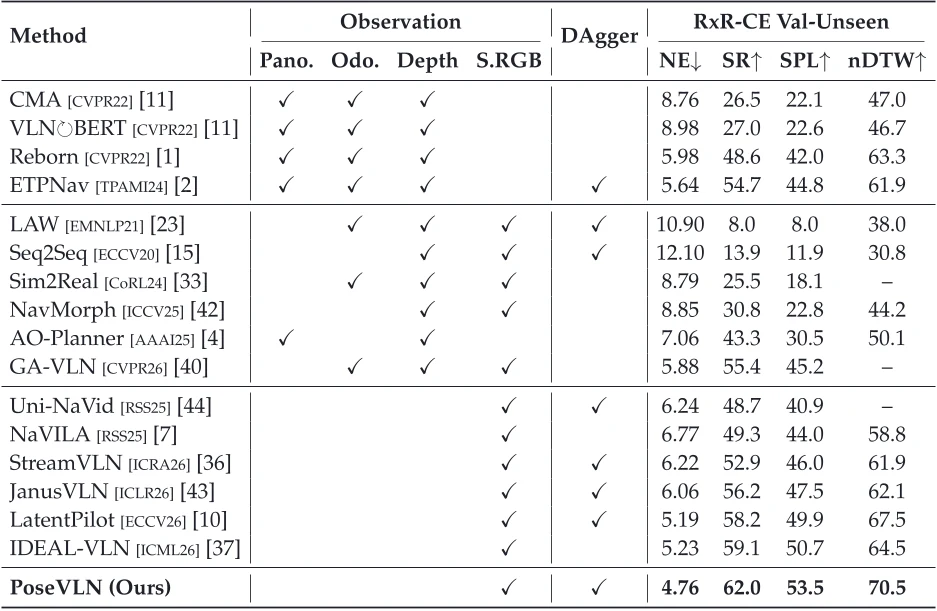 Method Observation DAgger RxR-CE Val-Unseen
Pano. Odo. Depth S.RGB NE↓ SR↑ SPL↑ nDTW↑
CMA [CVPR22] [11] ✓ ✓ ✓ 8.76 26.5 22.1 47.0
VLN↻BERT [CVPR22] [11] ✓ ✓ ✓ 8.98 27.0 22.6 46.7
Reborn [CVPR22] [1] ✓ ✓ ✓ 5.98 48.6 42.0 63.3
ETPNav [TPAMI24] [2] ✓ ✓ ✓ ✓ 5.64 54.7 44.8 61.9
LAW [EMNLP21] [23] ✓ ✓ ✓ ✓ 10.90 8.0 8.0 38.0
Seq2Seq [ECCV20] [15] ✓ ✓ ✓ 12.10 13.9 11.9 30.8
Sim2Real [CoRL24] [33] ✓ ✓ ✓ 8.79 25.5 18.1 –
NavMorph [ICCV25] [42] ✓ ✓ 8.85 30.8 22.8 44.2
AO-Planner [AAAI25] [4] ✓ ✓ 7.06 43.3 30.5 50.1
GA-VLN [CVPR26] [40] ✓ ✓ ✓ 5.88 55.4 45.2 –
Uni-NaVid [RSS25] [44] ✓ ✓ 6.24 48.7 40.9 –
NaVILA [RSS25] [7] ✓ 6.77 49.3 44.0 58.8
StreamVLN [ICRA26] [36] ✓ ✓ 6.22 52.9 46.0 61.9
JanusVLN [ICLR26] [43] ✓ ✓ 6.06 56.2 47.5 62.1
LatentPilot [ECCV26] [10] ✓ ✓ 5.19 58.2 49.9 67.5
IDEAL-VLN [ICML26] [37] ✓ 5.23 59.1 50.7 64.5
PoseVLN (Ours) ✓ ✓ 4.76 62.0 53.5 70.5